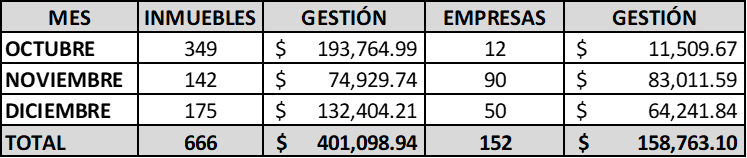 MES INMUEBLES GESTIÓN EMPRESAS GESTIÓN
OCTUBRE 349 $ 193,764.99 12 $ 11,509.67
NOVIEMBRE 142 $ 74,929.74 90 $ 83,011.59
DICIEMBRE 175 $ 132,404.21 50 $ 64,241.84
TOTAL 666 $ 401,098.94 152 $ 158,763.10